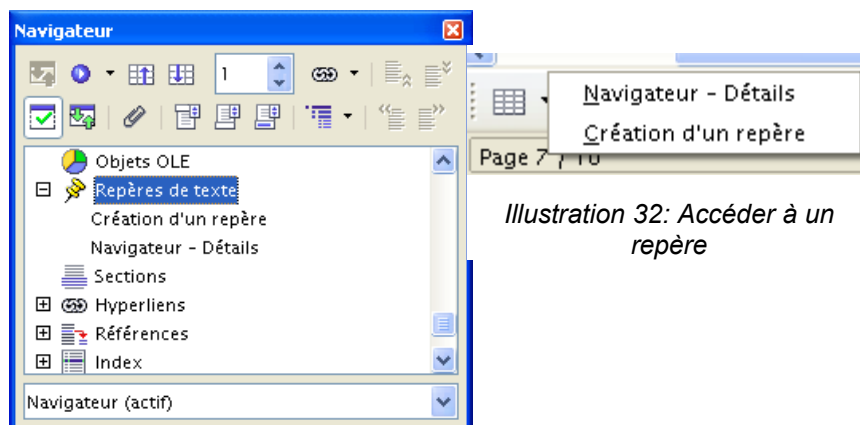 Navigateur
1
Objets OLE
Repères de texte
Création d'un repère
Navigateur - Détails
Sections
Hyperliens
Références
Index
Navigateur (actif)
Navigateur - Détails
Création d'un repère
Page 7 / 10
Illustration 32: Accéder à un
repère